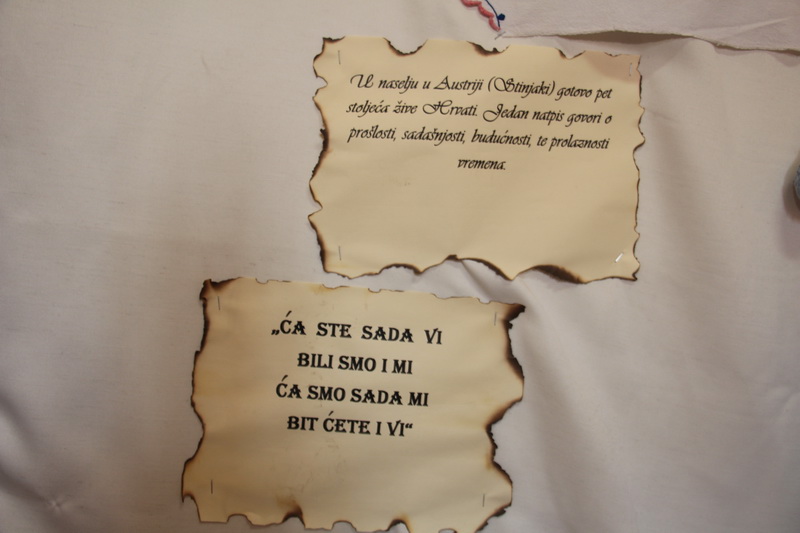 U naselju u Austriji (Stinjaki) gotovo pet
stoljeća žive Hrvati. Jedan natpis govori o
prošlosti, sadašnjosti, budućnosti, te prolaznosti
vremena.
„ĆA STE SADA VI
BILI SMO I MI
ĆA SMO SADA MI
BIT ĆETE I VI“